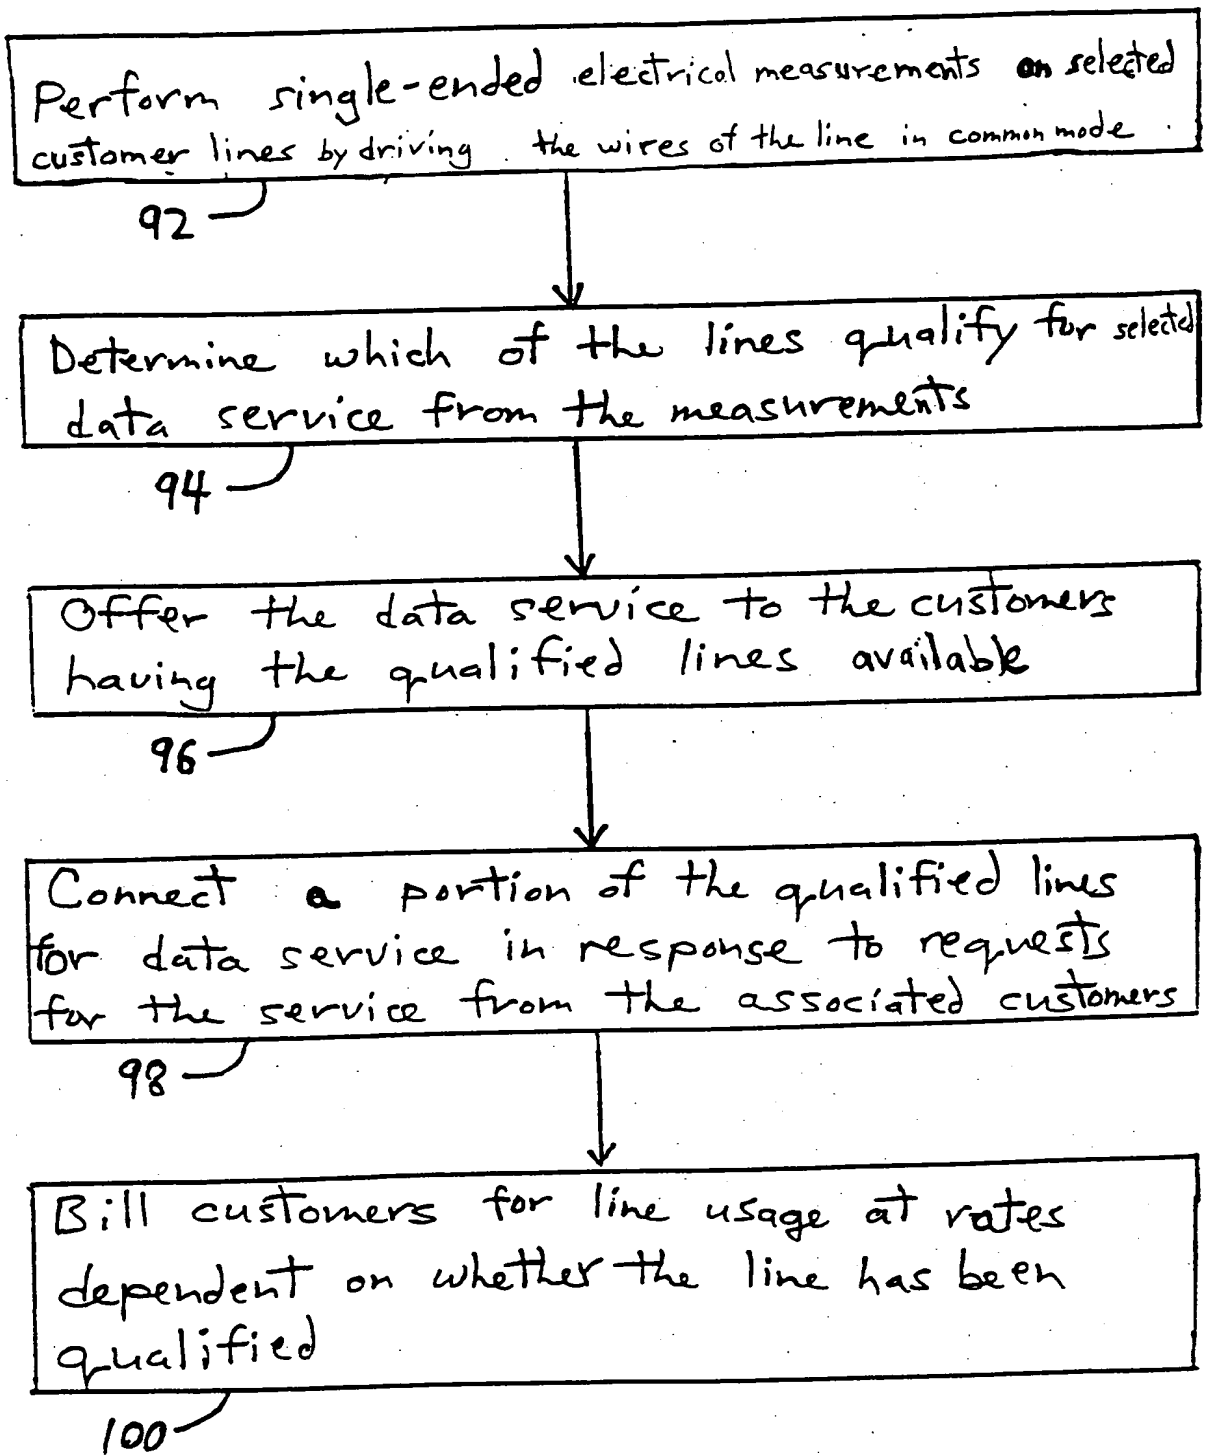 Perform single-ended electrical measurements on selected
customer lines by driving the wires of the line in common mode.
92
Determine which of the lines qualify for selected
data service from the measurements
94
Offer the data service to the customers
having the qualified lines available
96
Connect a portion of the qualified lines
for data service in response to requests
for the service from the associated customers
98
Bill customers for line usage at rates
dependent on whether the line has been
qualified
100